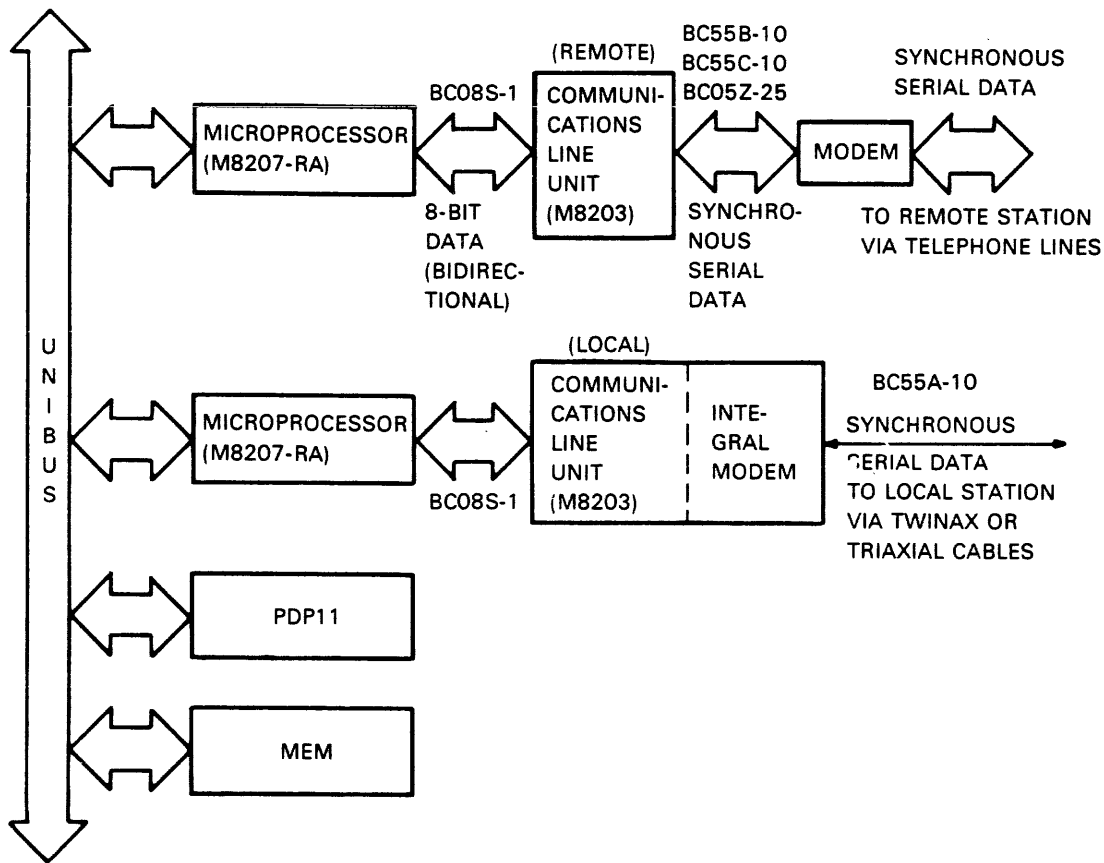 UNIBUS
MICROPROCESSOR
(M8207-RA)
BC08S-1
8-BIT
DATA
(BIDIREC-
TIONAL)
(REMOTE)
COMMUNI-
CATIONS
LINE
UNIT
(M8203)
BC55B-10
BC55C-10
BC05Z-25
SYNCHRO-
NOUS
SERIAL
DATA
MODEM
SYNCHRONOUS
SERIAL DATA
TO REMOTE STATION
VIA TELEPHONE LINES
MICROPROCESSOR
(M8207-RA)
BC08S-1
(LOCAL)
COMMUNI-
CATIONS
LINE
UNIT
(M8203)
INTE-
GRAL
MODEM
BC55A-10
SYNCHRONOUS
SERIAL DATA
TO LOCAL STATION
VIA TWINAX OR
TRIAXIAL CABLES
PDP11
MEM